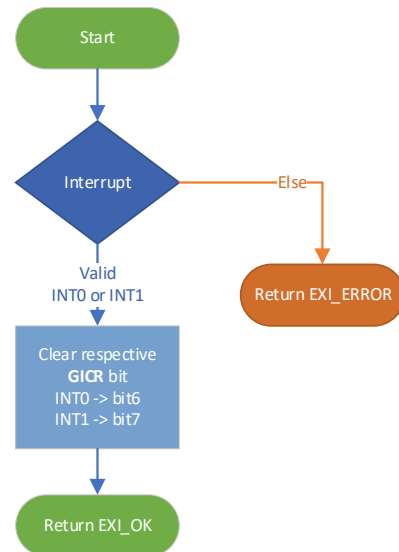 Start
Interrupt
Else
Valid
INT0 or INT1
Return EXI_ERROR
Clear respective
GICR bit
INT0 -> bit6
INT1 -> bit7
Return EXI_OK